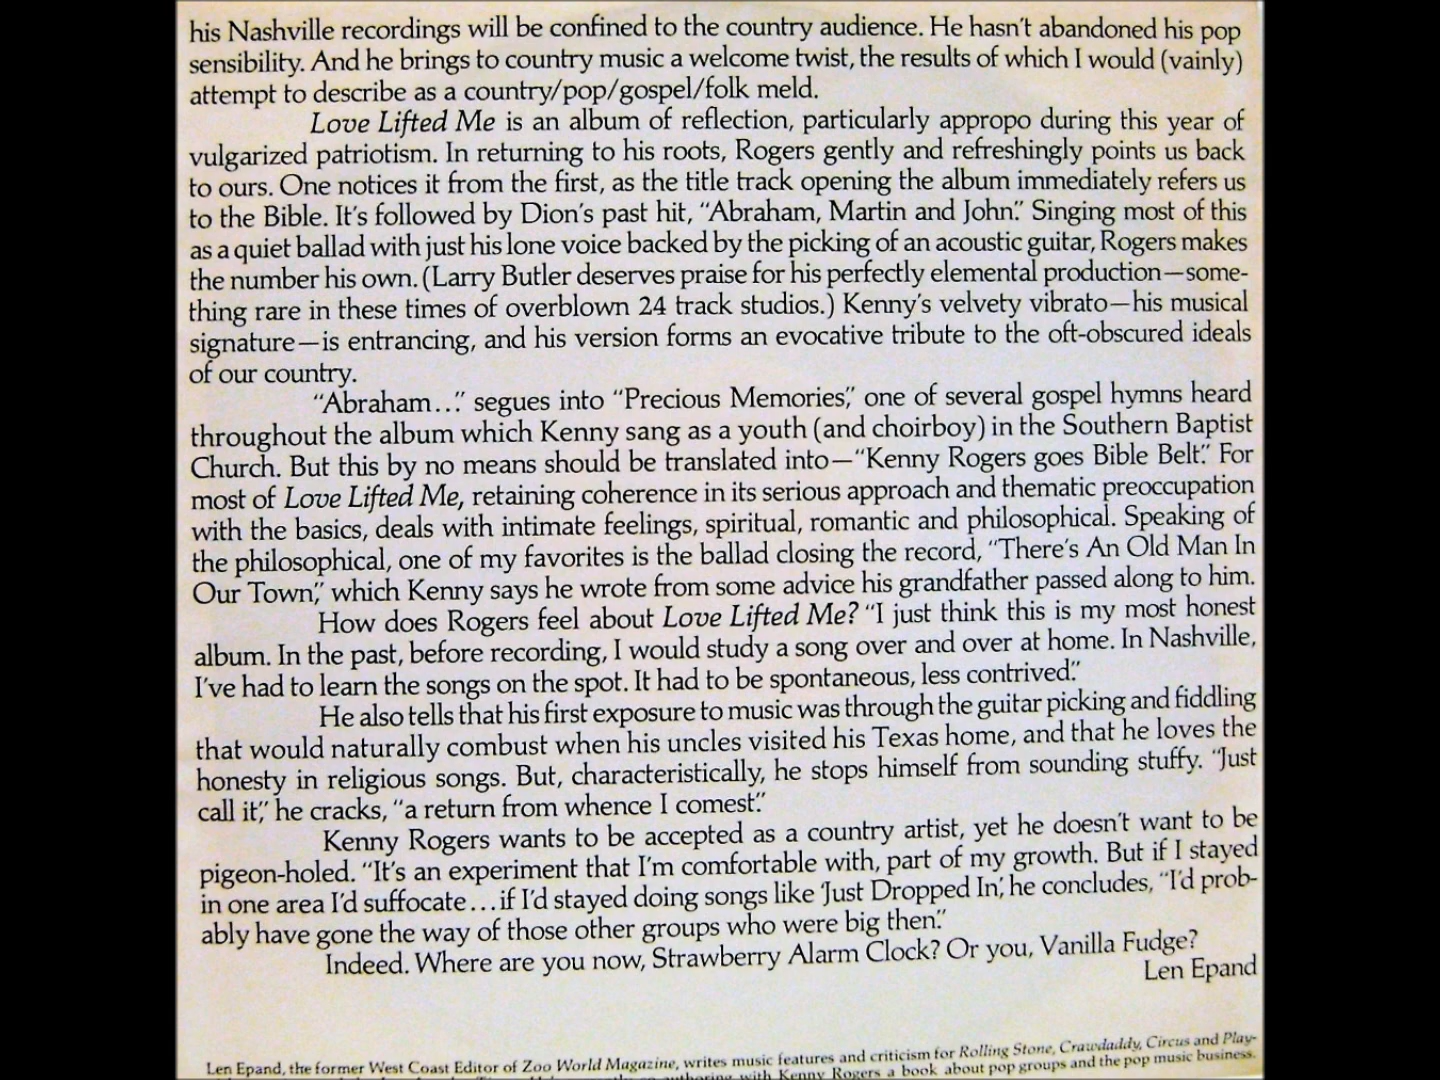 his Nashville recordings will be confined to the country audience. He hasn't abandoned his pop
sensibility. And he brings to country music a welcome twist, the results of which I would (vainly)
attempt to describe as a country/pop/gospel/folk meld.
Love Lifted Me is an album of reflection, particularly appropo during this year of
vulgarized patriotism. In returning to his roots, Rogers gently and refreshingly points us back
to ours. One notices it from the first, as the title track opening the album immediately refers us
to the Bible. It's followed by Dion's past hit, “Abraham, Martin and John.” Singing most of this
as a quiet ballad with just his lone voice backed by the picking of an acoustic guitar, Rogers makes
the number his own. (Larry Butler deserves praise for his perfectly elemental production—some-
thing rare in these times of overblown 24 track studios.) Kenny's velvety vibrato—his musical
signature—is entrancing, and his version forms an evocative tribute to the oft-obscured ideals
of our country.
“Abraham...” segues into “Precious Memories,” one of several gospel hymns heard
throughout the album which Kenny sang as a youth (and choirboy) in the Southern Baptist
Church. But this by no means should be translated into—“Kenny Rogers goes Bible Belt.” For
most of Love Lifted Me, retaining coherence in its serious approach and thematic preoccupation
with the basics, deals with intimate feelings, spiritual, romantic and philosophical. Speaking of
the philosophical, one of my favorites is the ballad closing the record, “There's An Old Man In
Our Town,” which Kenny says he wrote from some advice his grandfather passed along to him.
How does Rogers feel about Love Lifted Me? “I just think this is my most honest
album. In the past, before recording, I would study a song over and over at home. In Nashville,
I've had to learn the songs on the spot. It had to be spontaneous, less contrived.”
He also tells that his first exposure to music was through the guitar picking and fiddling
that would naturally combust when his uncles visited his Texas home, and that he loves the
honesty in religious songs. But, characteristically, he stops himself from sounding stuffy. “Just
call it,” he cracks, “a return from whence I comest.”
Kenny Rogers wants to be accepted as a country artist, yet he doesn't want to be
pigeon-holed. “It's an experiment that I'm comfortable with, part of my growth. But if I stayed
in one area I'd suffocate...if I'd stayed doing songs like ‘Just Dropped In,’ he concludes, “I'd prob-
ably have gone the way of those other groups who were big then.”
Indeed. Where are you now, Strawberry Alarm Clock? Or you, Vanilla Fudge?
Len Epand
Len Epand, the former West Coast Editor of Zoo World Magazine, writes music features and criticism for Rolling Stone, Crawdaddy, Circus and Play-
with Kenny Rogers a book about pop groups and the pop music business.